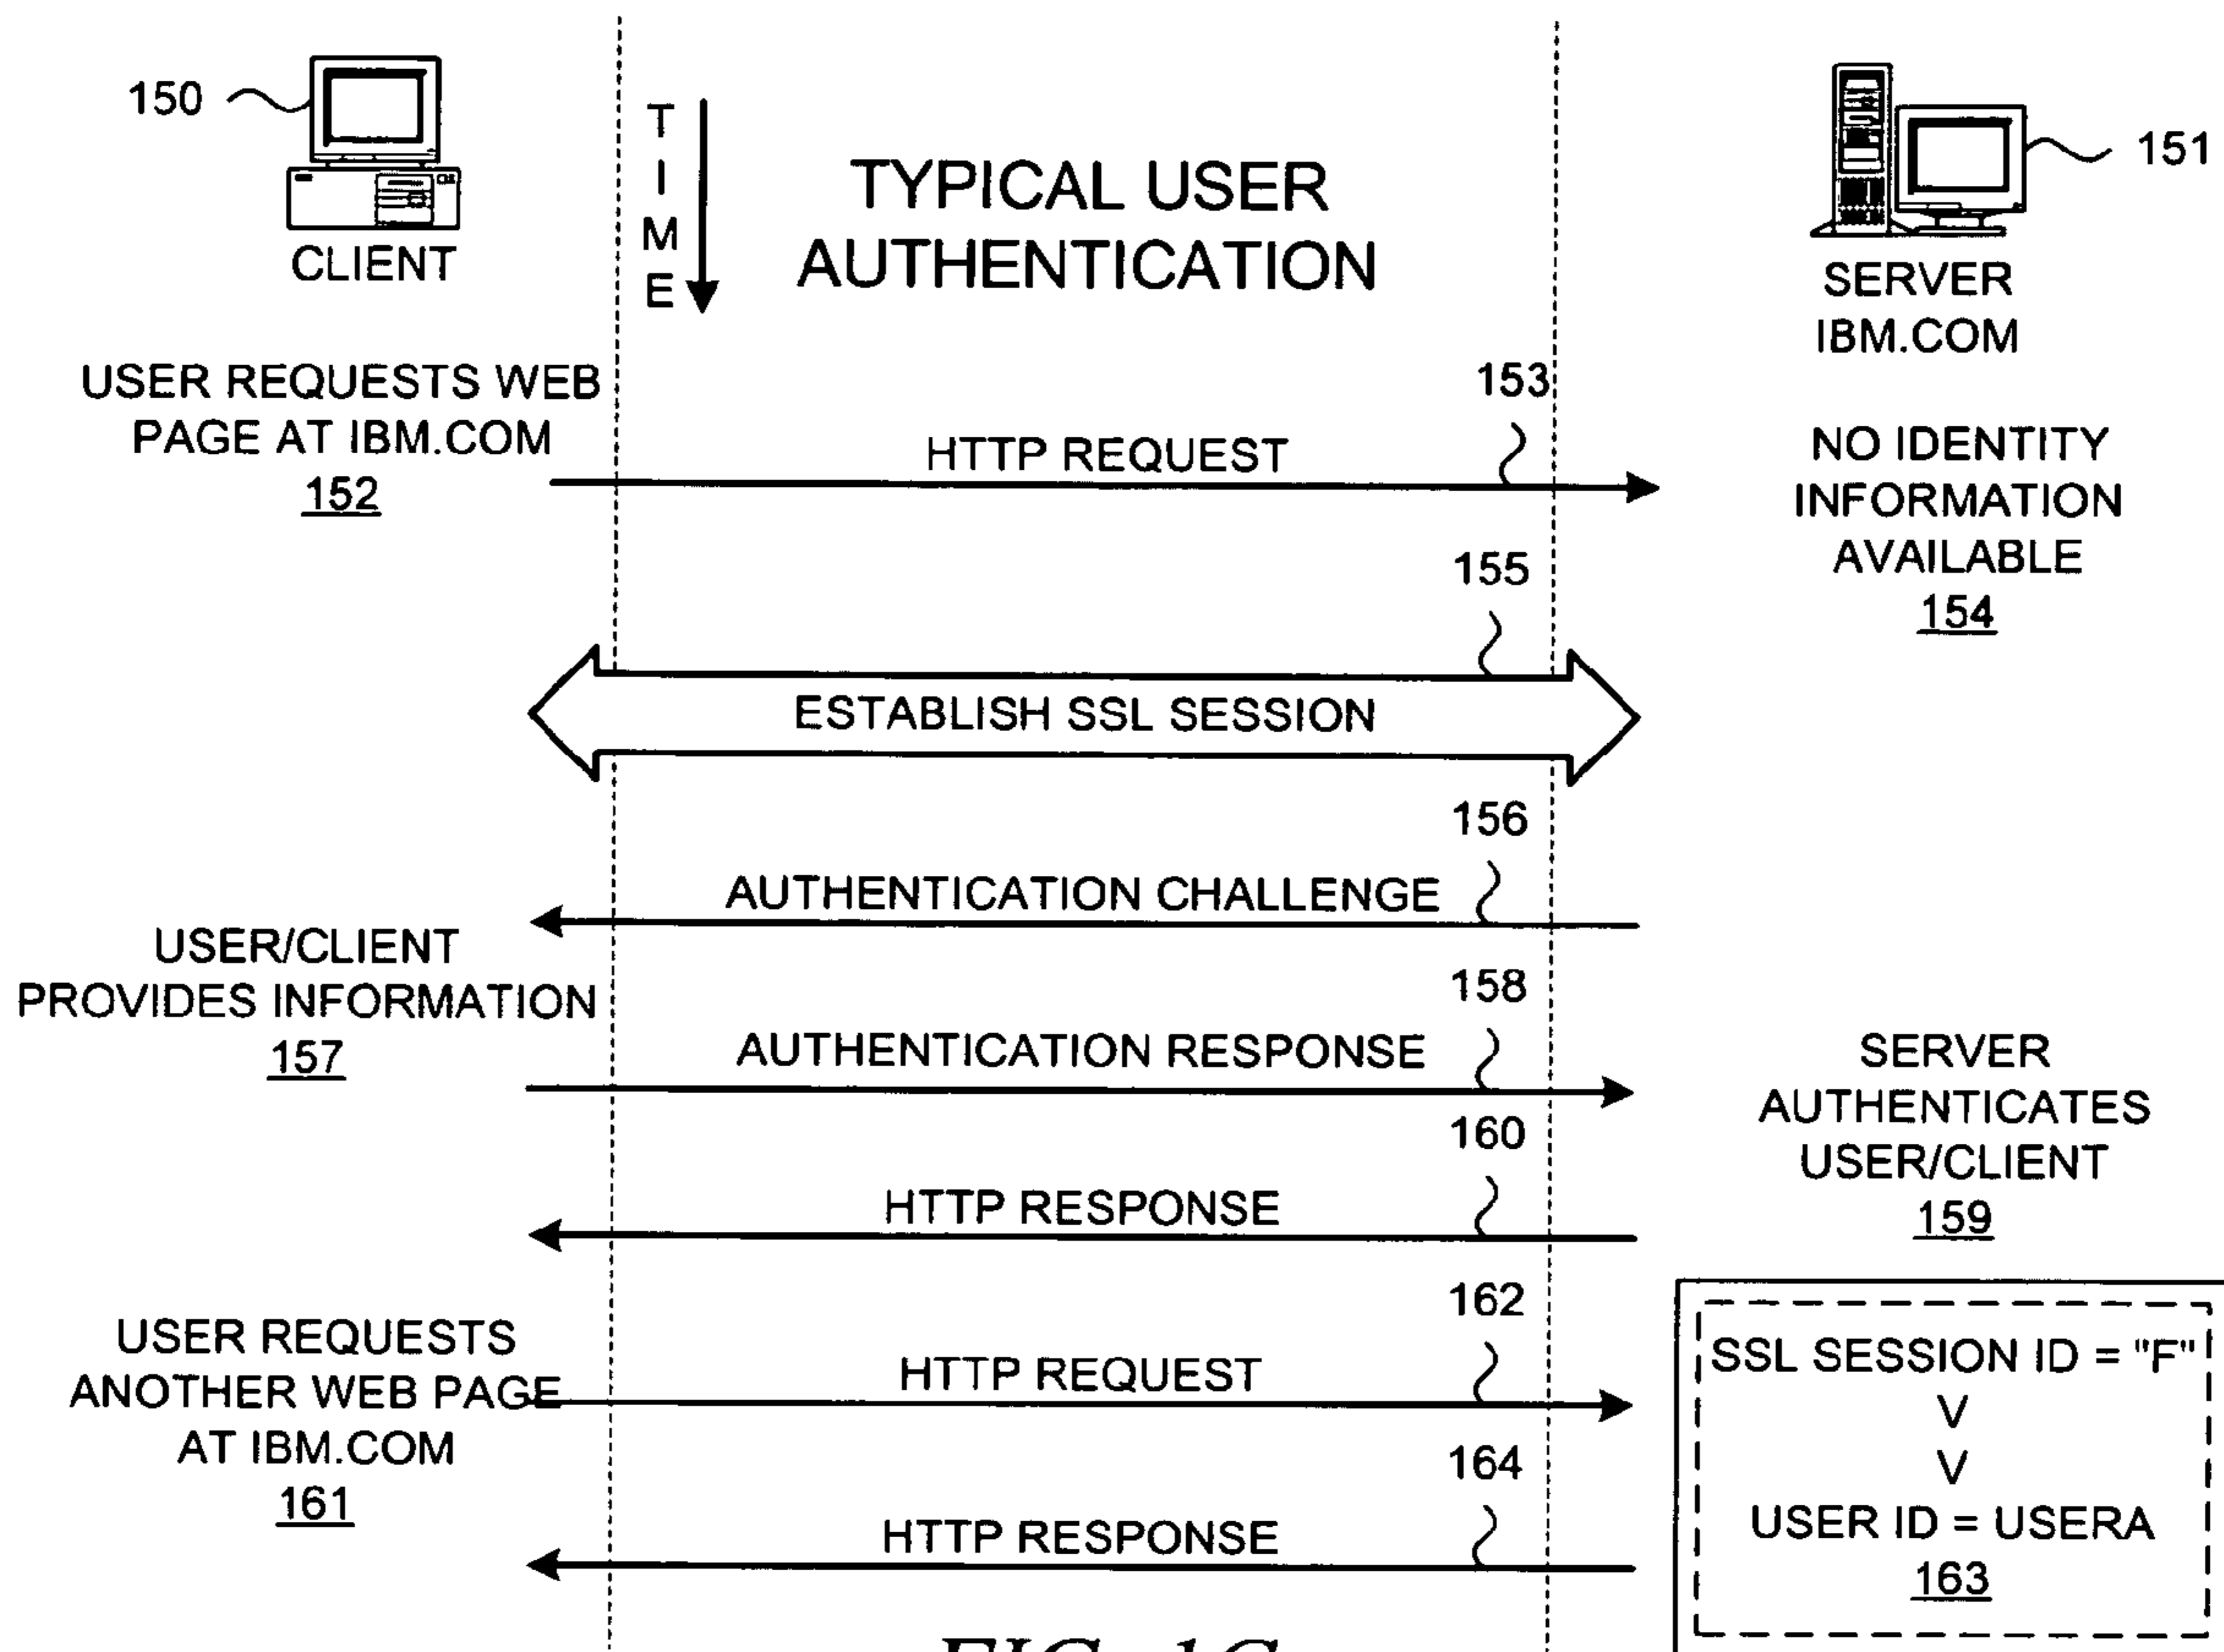 150
CLIENT
TIME
TYPICAL USER
AUTHENTICATION
151
SERVER
IBM.COM
USER REQUESTS WEB
PAGE AT IBM.COM
152
153
HTTP REQUEST
NO IDENTITY
INFORMATION
AVAILABLE
154
155
ESTABLISH SSL SESSION
156
AUTHENTICATION CHALLENGE
USER/CLIENT
PROVIDES INFORMATION
157
158
AUTHENTICATION RESPONSE
SERVER
AUTHENTICATES
USER/CLIENT
159
160
HTTP RESPONSE
USER REQUESTS
ANOTHER WEB PAGE
AT IBM.COM
161
162
HTTP REQUEST
SSL SESSION ID = "F"
V
V
USER ID = USERA
163
164
HTTP RESPONSE